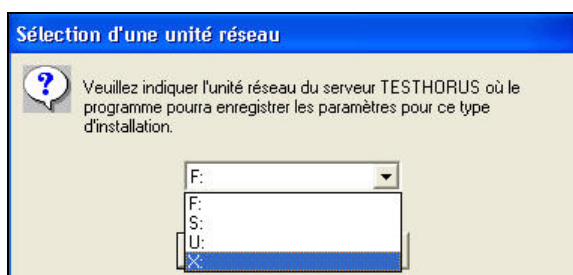 Sélection d'une unité réseau
Veuillez indiquer l'unité réseau du serveur TESTHORUS où le
programme pourra enregistrer les paramètres pour ce type
d'installation.
F:
F:
S:
U:
X: